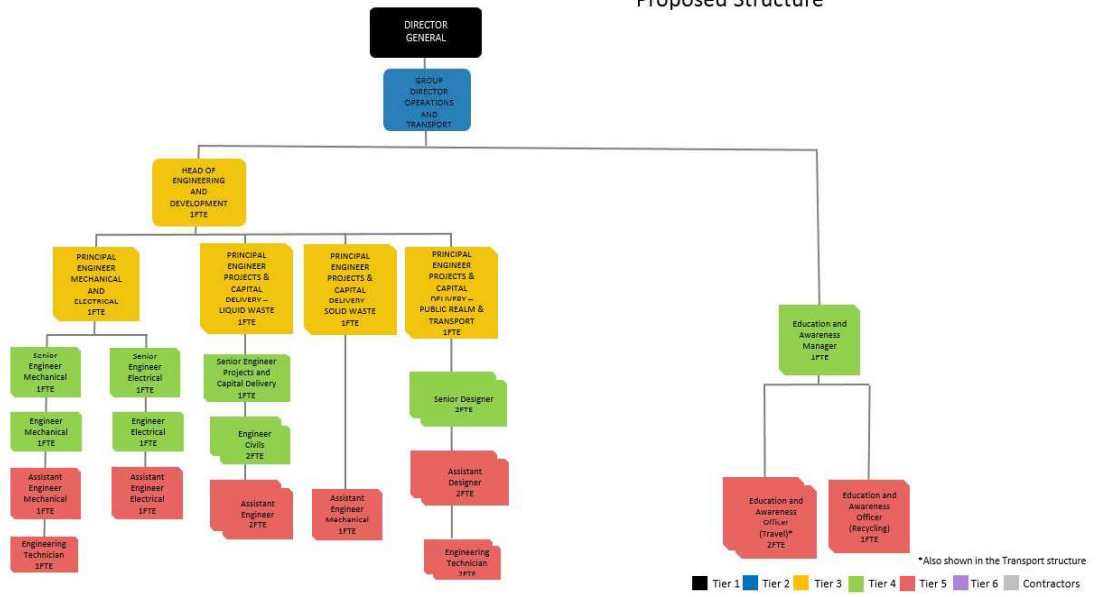 Proposed Structure
DIRECTOR
GENERAL
GROUP
DIRECTOR
OPERATIONS
AND
TRANSPORT
HEAD OF
ENGINEERING
AND
DEVELOPMENT
1FTE
PRINCIPAL
ENGINEER
MECHANICAL
AND
ELECTRICAL
1FTE
PRINCIPAL
ENGINEER
PROJECTS &
CAPITAL
DELIVERY –
LIQUID WASTE
1FTE
PRINCIPAL
ENGINEER
PROJECTS &
CAPITAL
DELIVERY
SOLID WASTE
1FTE
PRINCIPAL
ENGINEER
PROJECTS &
CAPITAL
DELIVERY –
PUBLIC REALM &
TRANSPORT
1FTE
Education and
Awareness
Manager
1FTE
Senior
Engineer
Mechanical
1FTE
Senior
Engineer
Electrical
1FTE
Senior Engineer
Projects and
Capital Delivery
1FTE
Senior Designer
2FTE
Engineer
Mechanical
1FTE
Engineer
Electrical
1FTE
Engineer
Civils
2FTE
Assistant
Engineer
Mechanical
1FTE
Assistant
Engineer
Electrical
1FTE
Assistant
Engineer
2FTE
Assistant
Engineer
Mechanical
1FTE
Assistant
Designer
2FTE
Engineering
Technician
1FTE
Engineering
Technician
2FTE
Education and
Awareness
Officer
(Travel)*
2FTE
Education and
Awareness
Officer
(Recycling)
1FTE
*Also shown in the Transport structure
Tier 1 Tier 2 Tier 3 Tier 4 Tier 5 Tier 6 Contractors